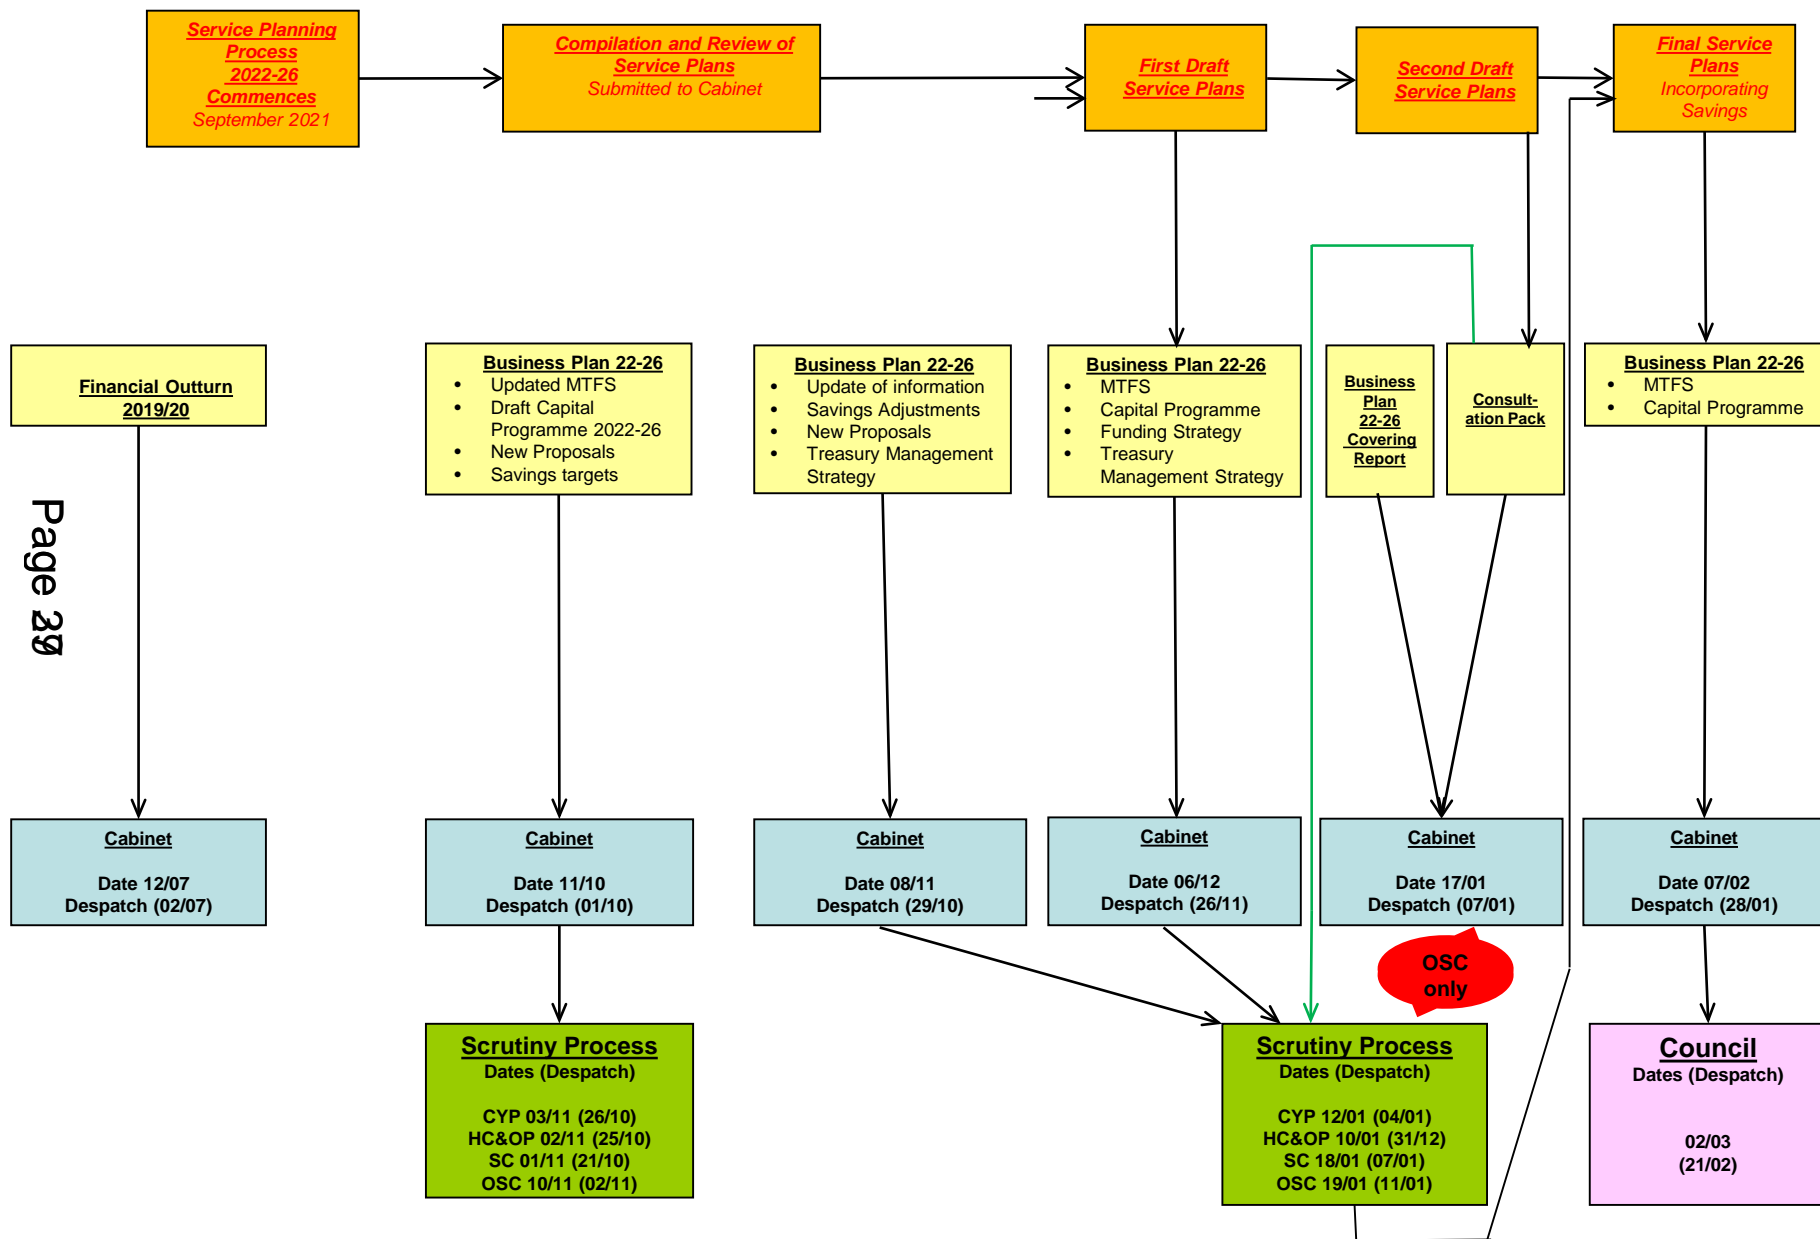 Service Planning
Process
2022-26
Commences
September 2021
Compilation and Review of
Service Plans
Submitted to Cabinet
First Draft
Service Plans
Second Draft
Service Plans
Final Service
Plans
Incorporating
Savings
Financial Outturn
2019/20
Business Plan 22-26
• Updated MTFS
• Draft Capital
Programme 2022-26
• New Proposals
• Savings targets
Business Plan 22-26
• Update of information
• Savings Adjustments
• New Proposals
• Treasury Management
Strategy
Business Plan 22-26
• MTFS
• Capital Programme
• Funding Strategy
• Treasury
Management Strategy
Business
Plan
22-26
Covering
Report
Consult-
ation Pack
Business Plan 22-26
• MTFS
• Capital Programme
Page
Cabinet
Date 12/07
Despatch (02/07)
Cabinet
Date 11/10
Despatch (01/10)
Cabinet
Date 08/11
Despatch (29/10)
Cabinet
Date 06/12
Despatch (26/11)
Cabinet
Date 17/01
Despatch (07/01)
Cabinet
Date 07/02
Despatch (28/01)
OSC
only
Scrutiny Process
Dates (Despatch)
CYP 03/11 (26/10)
HC&OP 02/11 (25/10)
SC 01/11 (21/10)
OSC 10/11 (02/11)
Scrutiny Process
Dates (Despatch)
CYP 12/01 (04/01)
HC&OP 10/01 (31/12)
SC 18/01 (07/01)
OSC 19/01 (11/01)
Council
Dates (Despatch)
02/03
(21/02)